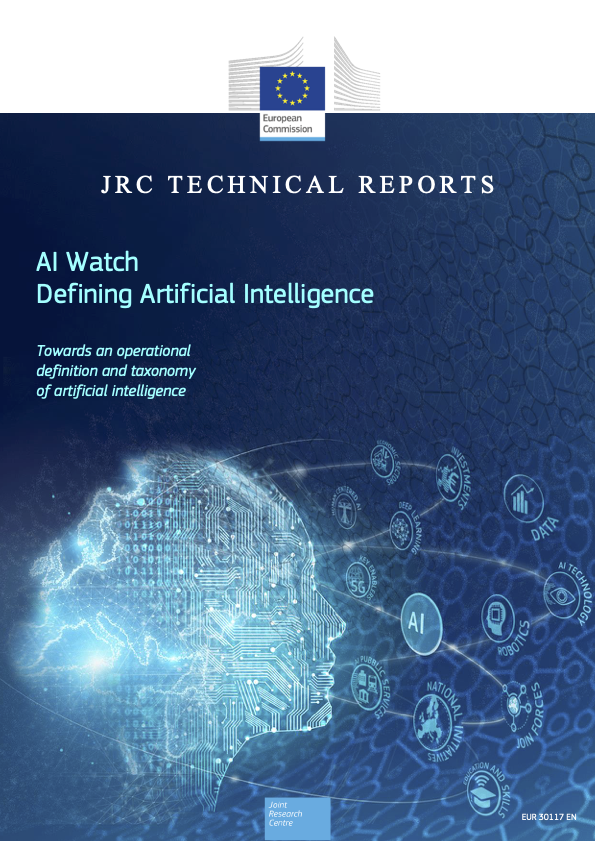 European
Commission
JRC TECHNICAL REPORTS
AI Watch
Defining Artificial Intelligence
Towards an operational
definition and taxonomy
of artificial intelligence
INVESTMENTS
DATA
DEEP LEARNING
AI TECHNOLOGY
5G
AI
ROBOTICS
PUBLIC SERVICES
NATIONAL INITIATIVES
JOIN FORCES
EDUCATION AND SKILLS
Joint
Research
Centre
EUR 30117 EN